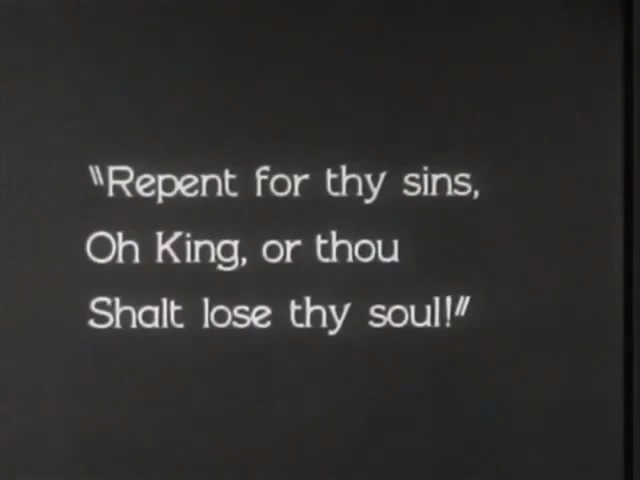 "Repent for thy sins,
Oh King, or thou
Shalt lose thy soul!"